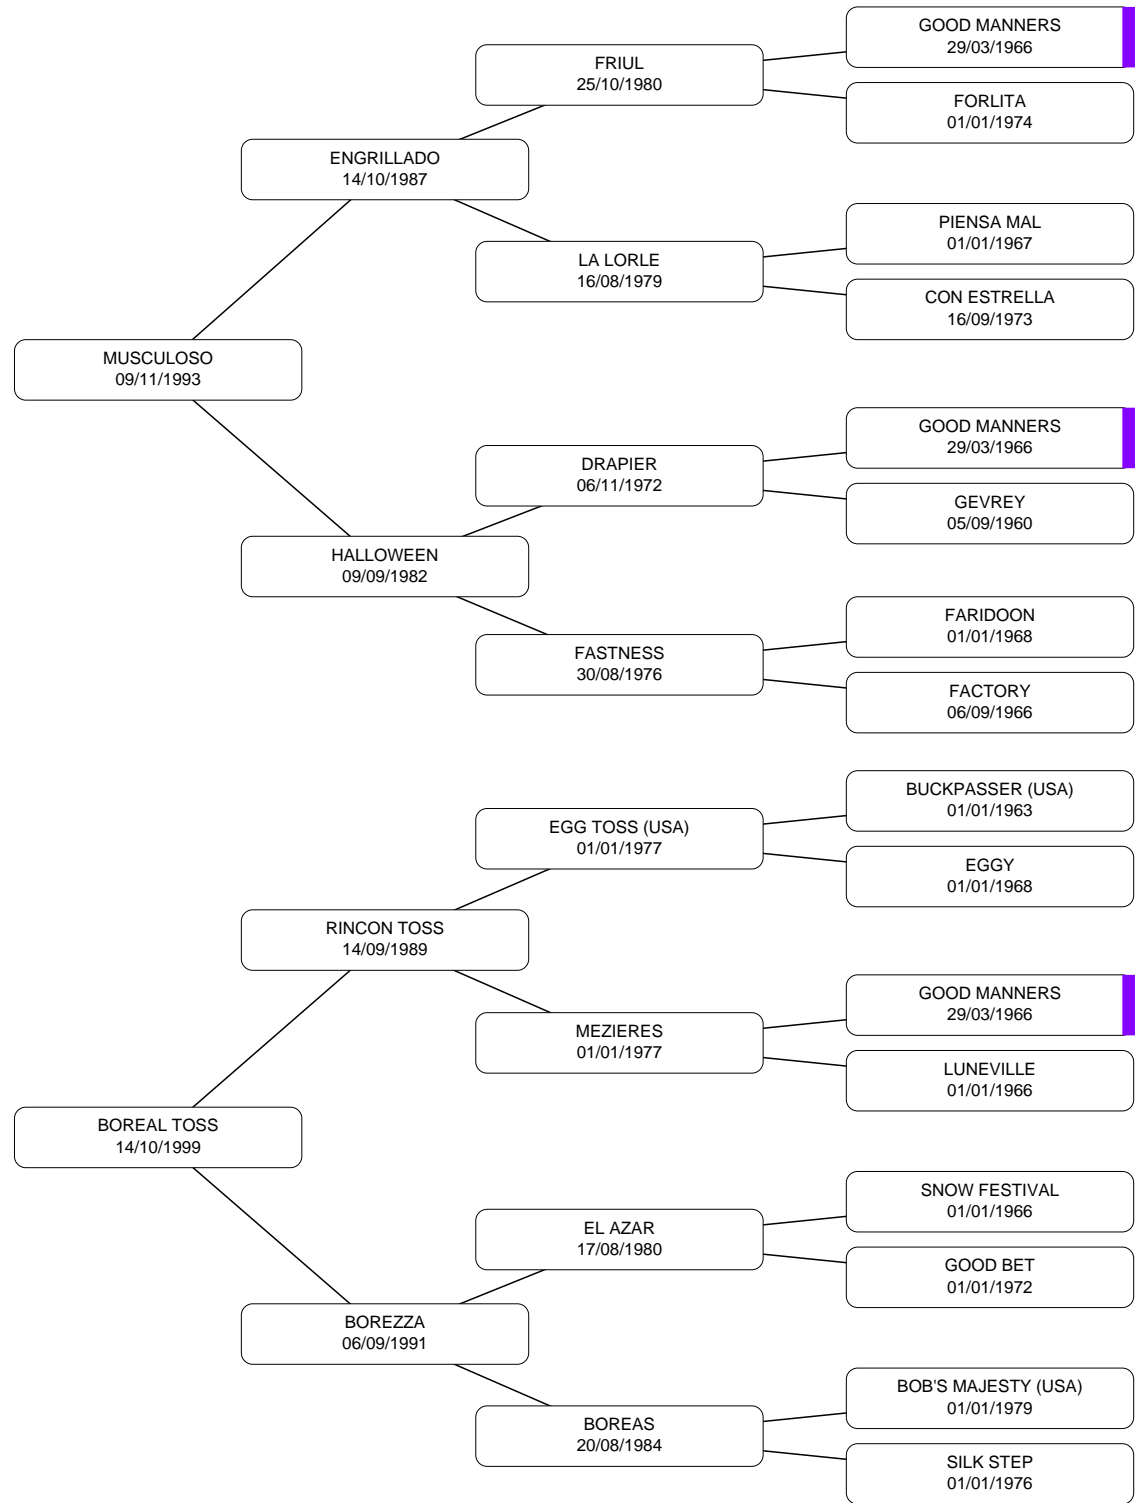 GOOD MANNERS
29/03/1966
FRIUL
25/10/1980
FORLITA
01/01/1974
ENGRILLADO
14/10/1987
PIENSA MAL
01/01/1967
LA LORLE
16/08/1979
CON ESTRELLA
16/09/1973
MUSCULOSO
09/11/1993
GOOD MANNERS
29/03/1966
DRAPIER
06/11/1972
GEVREY
05/09/1960
HALLOWEEN
09/09/1982
FARIDOON
01/01/1968
FASTNESS
30/08/1976
FACTORY
06/09/1966
BUCKPASSER (USA)
01/01/1963
EGG TOSS (USA)
01/01/1977
EGGY
01/01/1968
RINCON TOSS
14/09/1989
GOOD MANNERS
29/03/1966
MEZIERES
01/01/1977
LUNEVILLE
01/01/1966
BOREAL TOSS
14/10/1999
SNOW FESTIVAL
01/01/1966
EL AZAR
17/08/1980
GOOD BET
01/01/1972
BOREZZA
06/09/1991
BOB'S MAJESTY (USA)
01/01/1979
BOREAS
20/08/1984
SILK STEP
01/01/1976